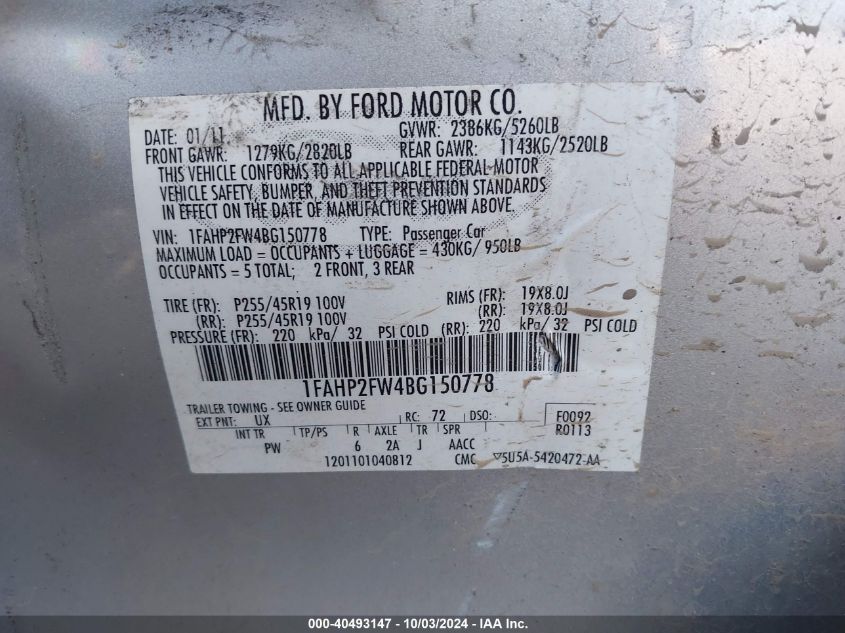 MFD. BY FORD MOTOR CO.
DATE: 01/11 GVWR: 2386KG/5260LB
FRONT GAWR: 1279KG/2820LB REAR GAWR: 1143KG/2520LB
THIS VEHICLE CONFORMS TO ALL APPLICABLE FEDERAL MOTOR
VEHICLE SAFETY, BUMPER, AND THEFT PREVENTION STANDARDS
IN EFFECT ON THE DATE OF MANUFACTURE SHOWN ABOVE.
VIN: 1FAHP2FW4BG150778 TYPE: Passenger Car
MAXIMUM LOAD = OCCUPANTS + LUGGAGE = 430KG/ 950LB
OCCUPANTS = 5 TOTAL; 2 FRONT, 3 REAR
TIRE (FR): P255/45R19 100V RIMS (FR): 19X8.0J
(RR): P255/45R19 100V (RR): 19X8.0J
PRESSURE (FR): 220 kPa/ 32 PSI COLD (RR): 220 kPa/ 32 PSI COLD
1FAHP2FW4BG150778
TRAILER TOWING - SEE OWNER GUIDE
EXT PNT: UX RC: 72 DSO: F0092
INT TR TP/PS R AXLE TR SPR R0113
PW 6 2A J AACC
1201101040812 CMC ▽5U5A-5420472-AA
000-40493147 - 10/03/2024 - IAA Inc.